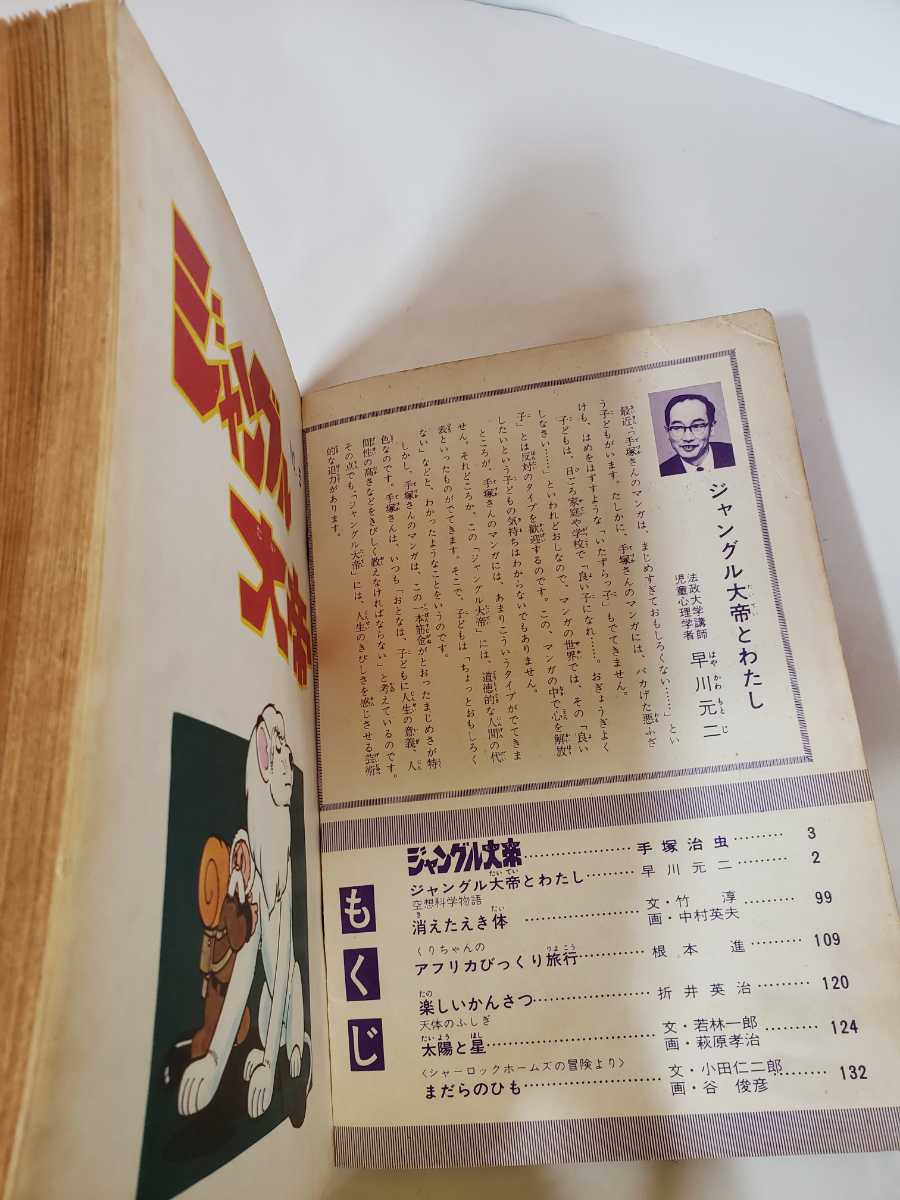 ジャングル
大帝
ジャングル大帝とわたし
法政大学講師
児童心理学者
早川元二
最近「手塚さんのマンガは、まじめすぎておもしろくない……」とい
う子どもがいます。たしかに、手塚さんのマンガには、バカげた悪ふざ
けも、はめをはずすような「いたずらっ子」もでてきません。
子どもは、日ごろ家庭や学校で「良い子になれ……。おぎょうぎよく
しなさい……」といわれどおしなので、マンガの世界では、その「良い
子」とは反対のタイプを歓迎するのです。この、マンガの中で心を解放
したいという子どもの気持ちはわからないでもありません。
ところが、手塚さんのマンガには、あまりこういうタイプがでてきま
せん。それどころか、この「ジャングル大帝」には、道徳的な人間の代
表といったものがでてきます。そこで、子どもは「ちょっとおもしろく
ない」などと、わかったようなことをいうのです。
しかし、手塚さんのマンガは、この一本筋金がとおったまじめさが特
色なのです。手塚さんは、いつも「おとなは、子どもに人生の意義、人
間性の高さなどをきびしく教えなければならない」と考えているのです。
その点でも「ジャングル大帝」には、人生のきびしさを感じさせる芸術
的な迫力があります。
もくじ
ジャングル大帝……………………手塚治虫………3
ジャングル大帝とわたし………早川元二………2
空想科学物語
消えたえき体……………………文・竹 淳
画・中村英夫………99
くりちゃんの
アフリカびっくり旅行…………根本 進………109
楽しいかんさつ…………………折井英治………120
天体のふしぎ
太陽と星…………………………文・若林一郎
画・萩原孝治………124
〈シャーロックホームズの冒険より〉
まだらのひも……………………文・小田仁二郎
画・谷 俊彦………132